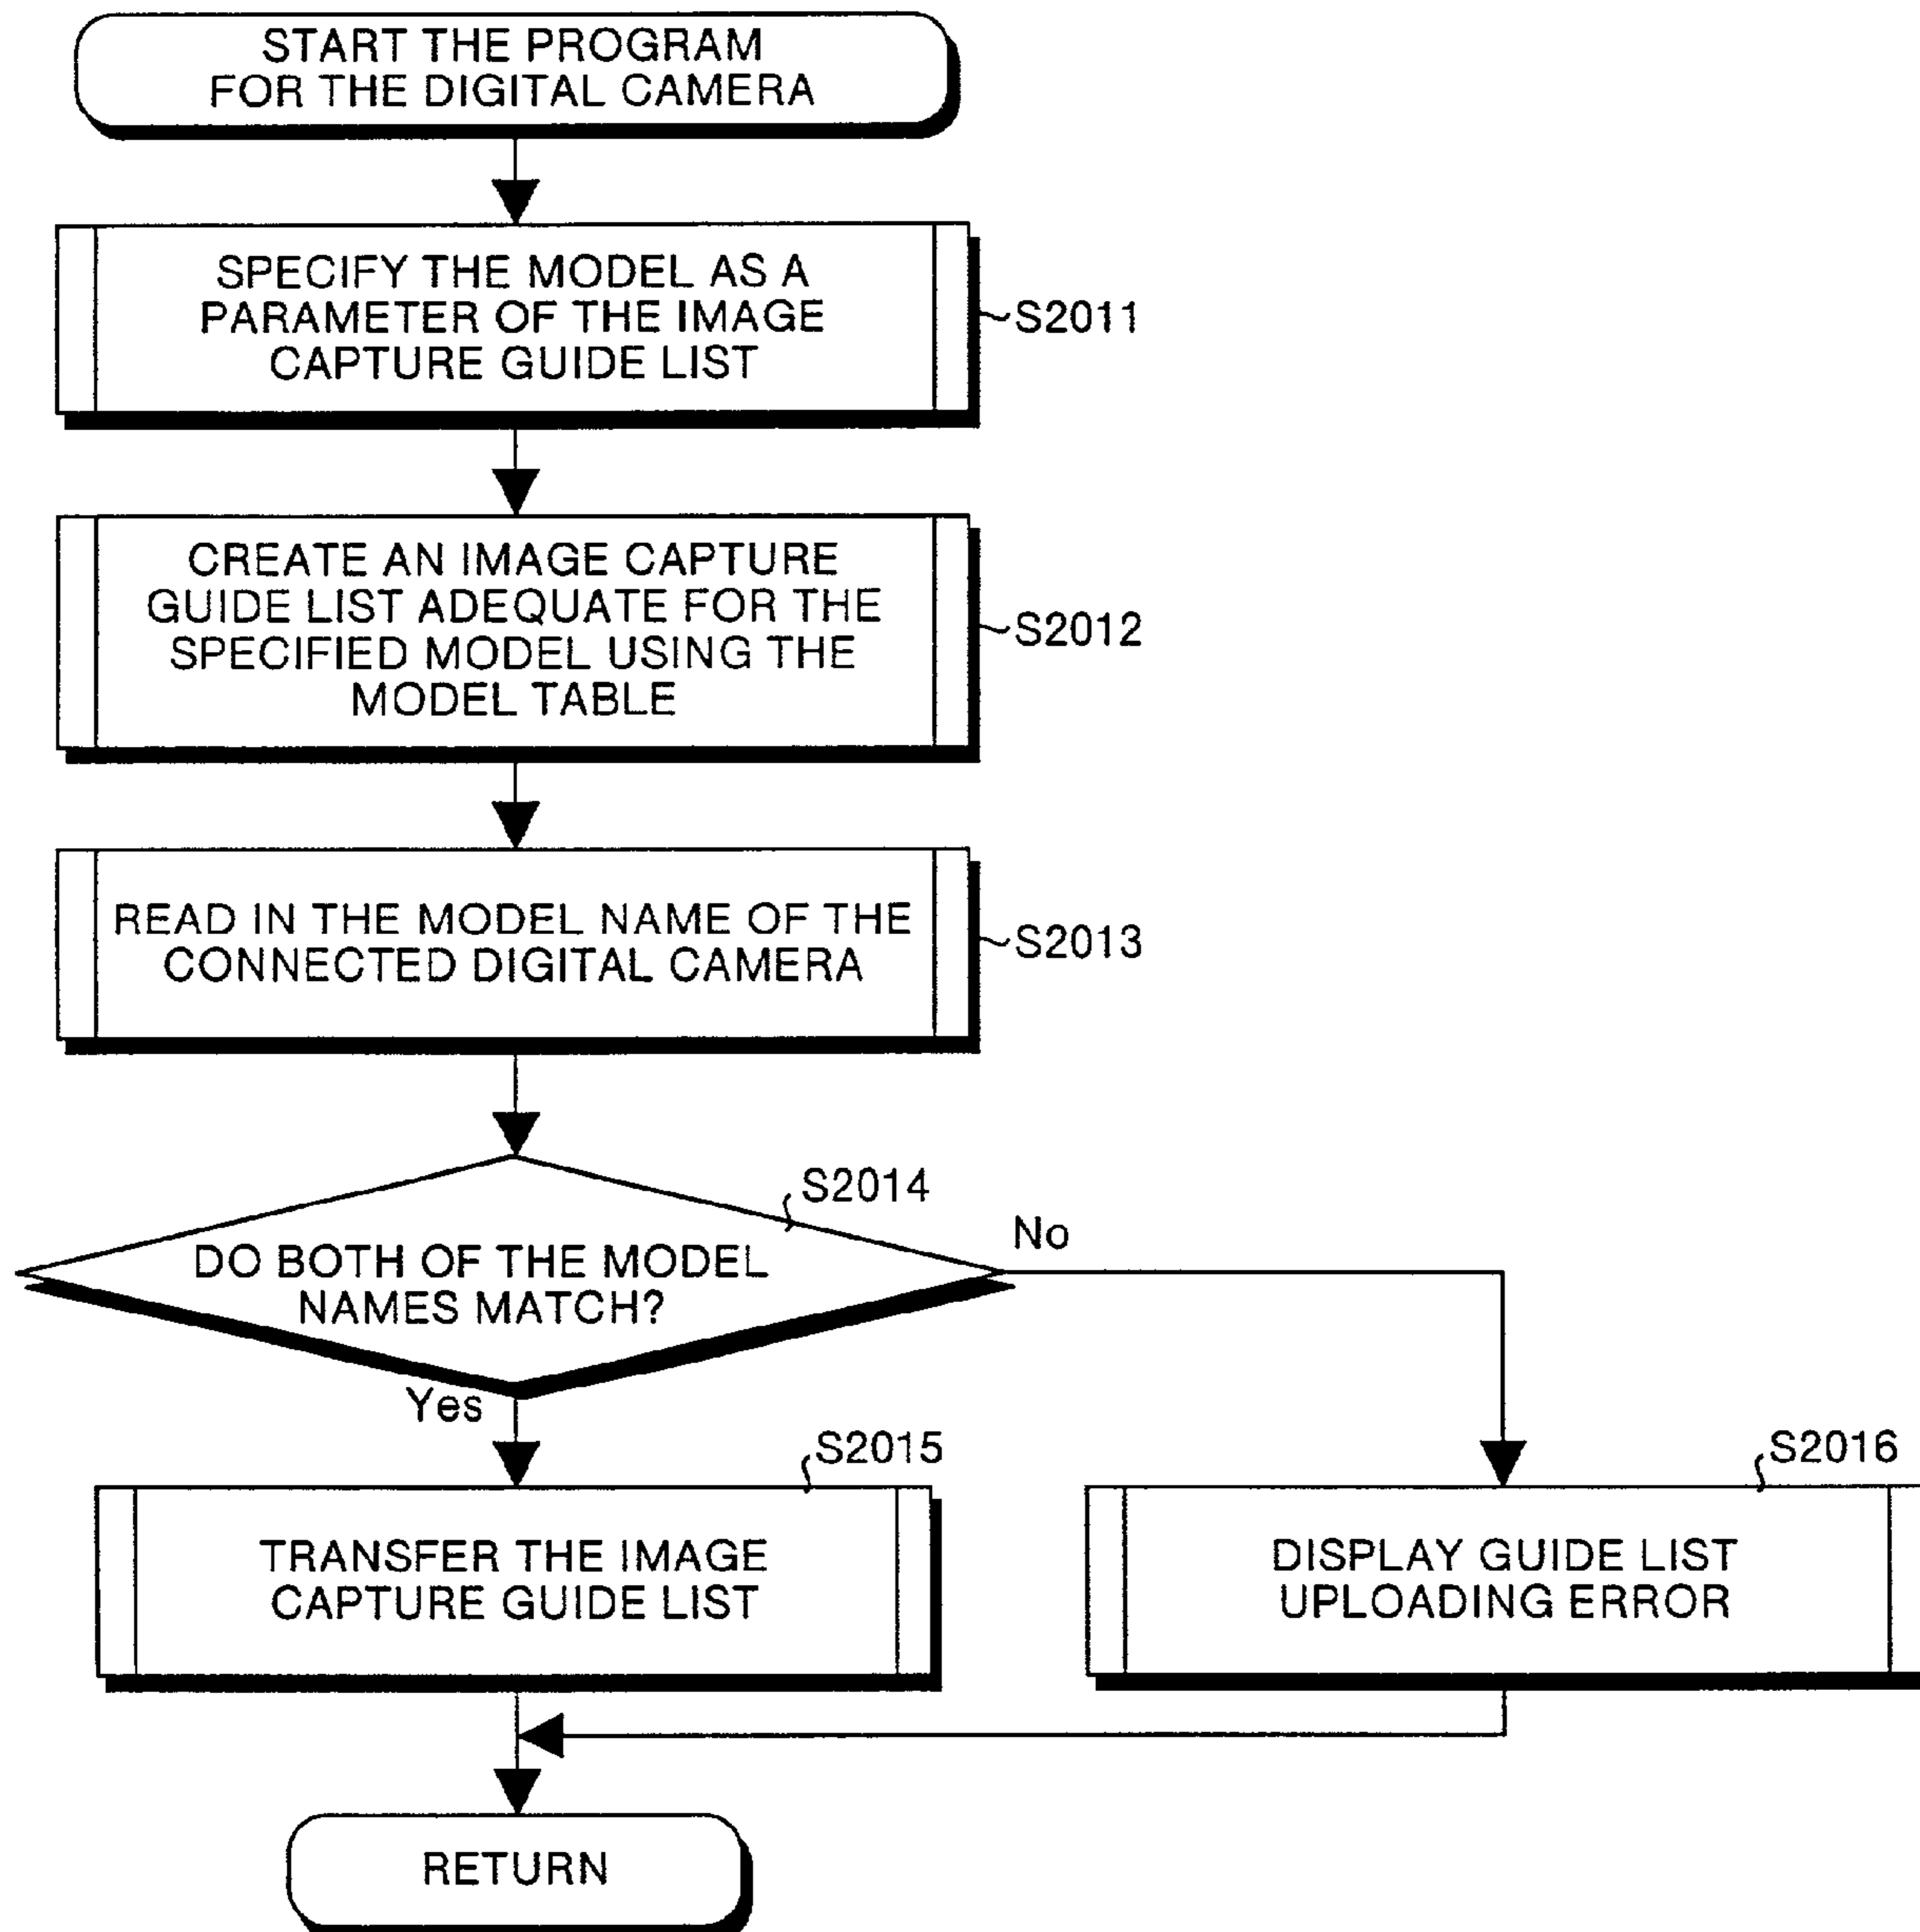 START THE PROGRAM
FOR THE DIGITAL CAMERA
SPECIFY THE MODEL AS A
PARAMETER OF THE IMAGE
CAPTURE GUIDE LIST
S2011
CREATE AN IMAGE CAPTURE
GUIDE LIST ADEQUATE FOR THE
SPECIFIED MODEL USING THE
MODEL TABLE
S2012
READ IN THE MODEL NAME OF THE
CONNECTED DIGITAL CAMERA
S2013
S2014
DO BOTH OF THE MODEL
NAMES MATCH?
No
Yes
S2015
TRANSFER THE IMAGE
CAPTURE GUIDE LIST
S2016
DISPLAY GUIDE LIST
UPLOADING ERROR
RETURN